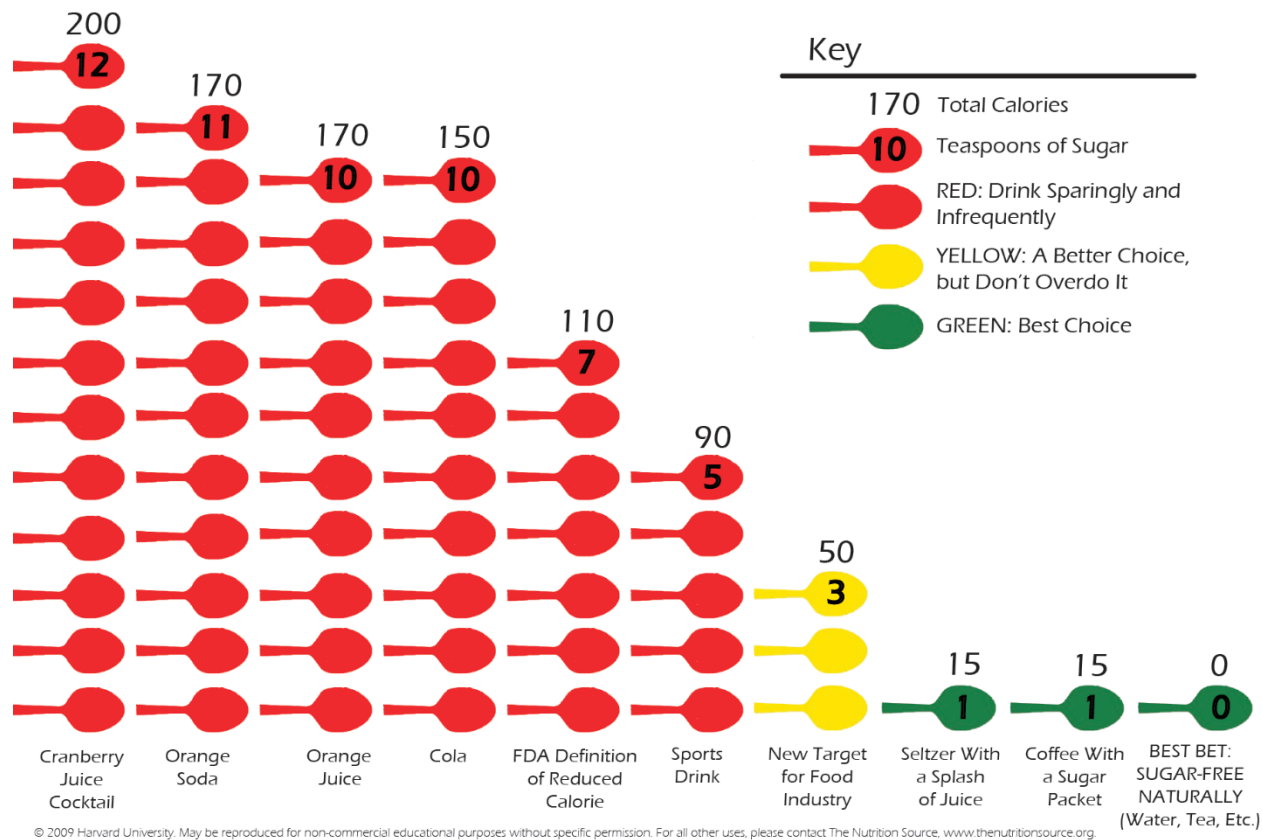 200
12
170
11
170
10
150
10
110
7
90
5
50
3
15
1
15
1
0
0
Key
170 Total Calories
10 Teaspoons of Sugar
RED: Drink Sparingly and
Infrequently
YELLOW: A Better Choice,
but Don't Overdo It
GREEN: Best Choice
Cranberry
Juice
Cocktail
Orange
Soda
Orange
Juice
Cola
FDA Definition
of Reduced
Calorie
Sports
Drink
New Target
for Food
Industry
Seltzer With
a Splash
of Juice
Coffee With
a Sugar
Packet
BEST BET:
SUGAR-FREE
NATURALLY
(Water, Tea, Etc.)
© 2009 Harvard University. May be reproduced for non-commercial educational purposes without specific permission. For all other uses, please contact The Nutrition Source, www.thenutritionsource.org.